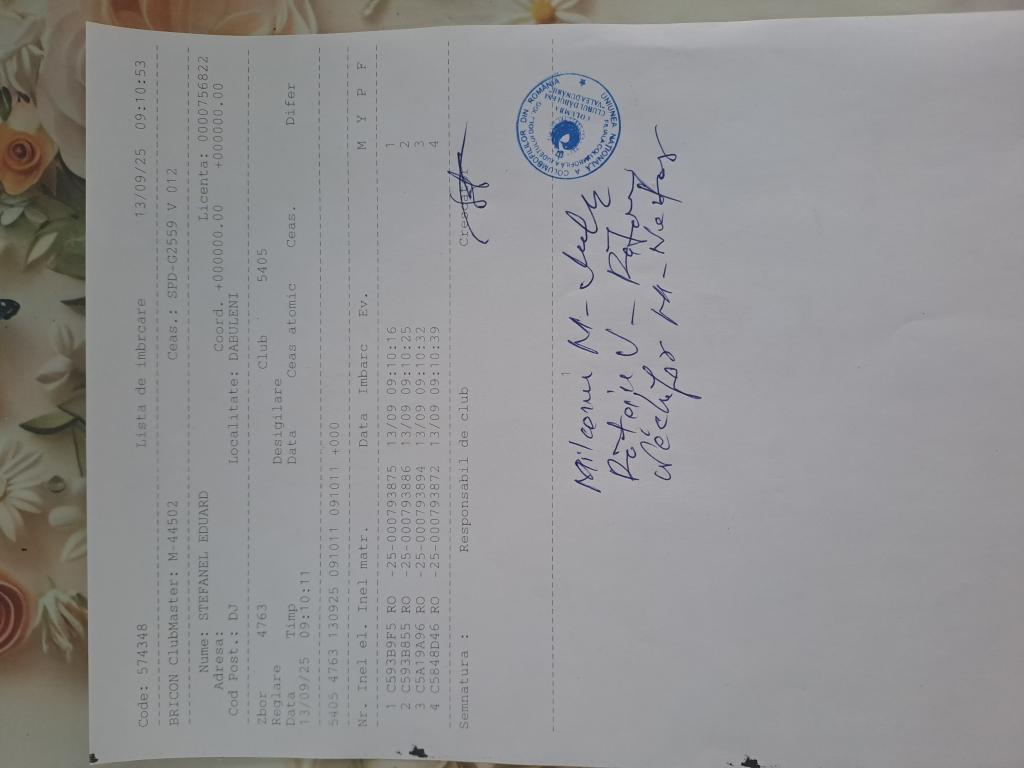 Code: 574348 Lista de imbrcare 13/09/25 09:10:53
BRICON ClubMaster: M-44502 Ceas.: SPD-G2559 V 012
Nume: STEFANEL EDUARD Licenta: 0000756822
Adresa: Coord. +000000.00 +000000.00
Cod Post.: DJ Localitate: DABULENI
Zbor 4763 Club 5405
Reglare Desigilare
Data Timp Data Ceas atomic Ceas. Difer
13/09/25 09:10:11
5405 4763 130925 091011 091011 +000
Nr. Inel el. Inel matr. Data Imbarc Ev. M Y P F
1 C593B9F5 RO -25-000793875 13/09 09:10:16 1
2 C593B855 RO -25-000793886 13/09 09:10:25 2
3 C5A19A96 RO -25-000793894 13/09 09:10:32 3
4 C5848D46 RO -25-000793872 13/09 09:10:39 4
Semnatura : Responsabil de club
1
UNIUNEA NATIONALA A COLUMBOFILILOR DIN ROMANIA